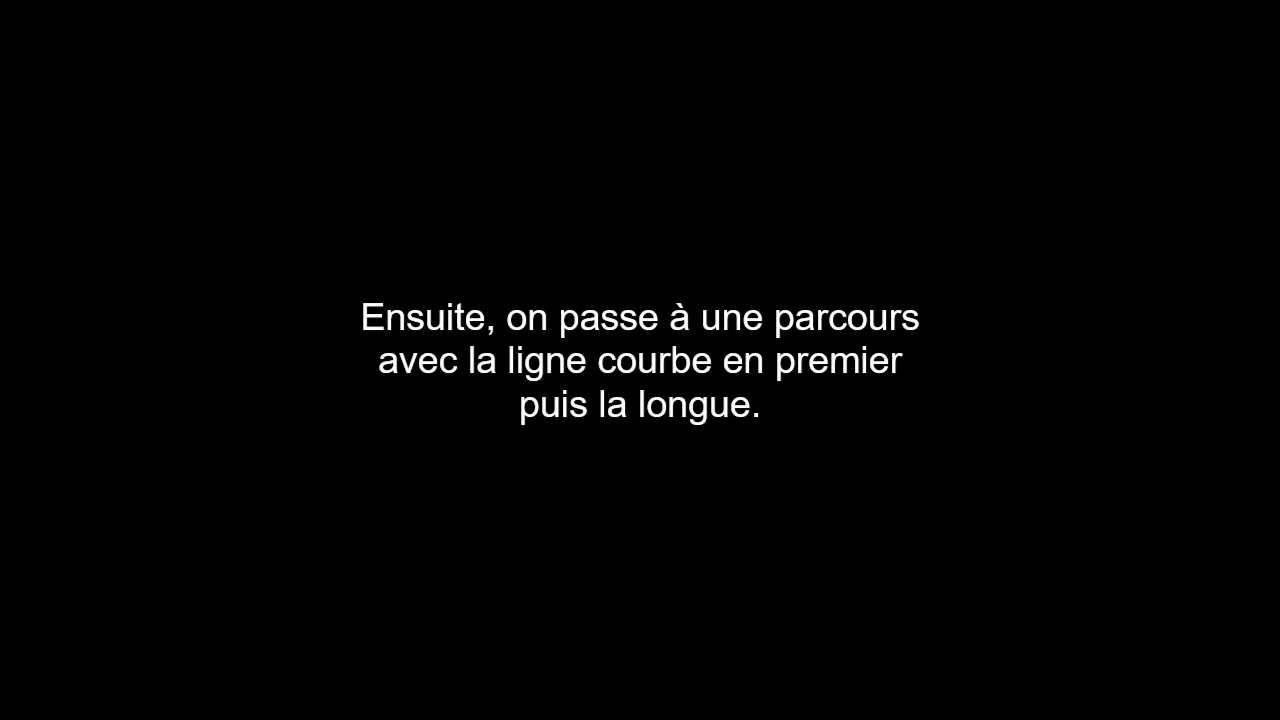 Ensuite, on passe à une parcours
avec la ligne courbe en premier
puis la longue.